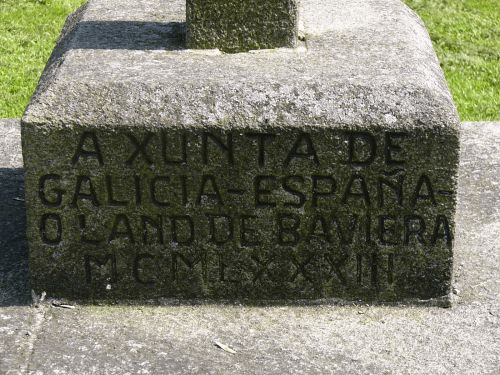 A XUNTA DE
GALICIA-ESPAÑA-
O LAND DE BAVIERA
MCMLXXXIII